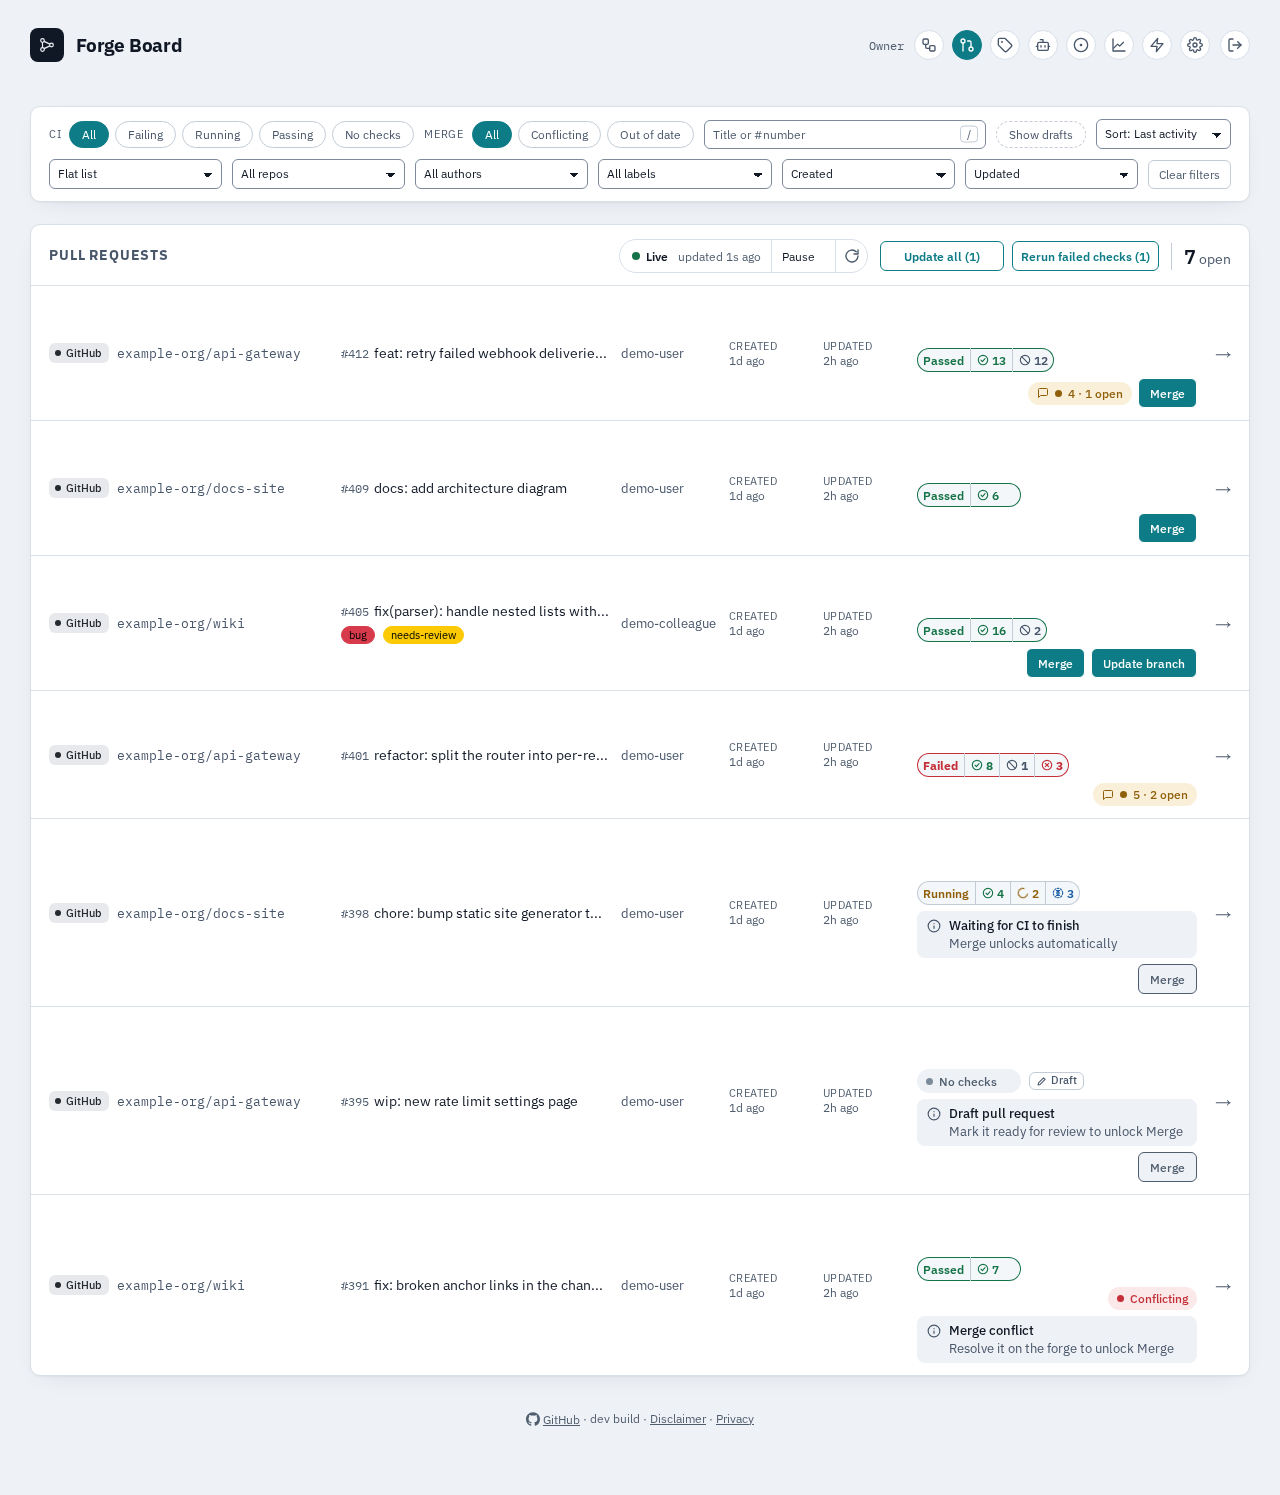 Forge Board
Owner
CI All Failing Running Passing No checks MERGE All Conflicting Out of date Title or #number / Show drafts Sort: Last activity
Flat list All repos All authors All labels Created Updated Clear filters
PULL REQUESTS Live updated 1s ago Pause Update all (1) Rerun failed checks (1) 7 open
GitHub example-org/api-gateway #412 feat: retry failed webhook deliverie... demo-user CREATED 1d ago UPDATED 2h ago Passed 13 12 →
4 · 1 open Merge
GitHub example-org/docs-site #409 docs: add architecture diagram demo-user CREATED 1d ago UPDATED 2h ago Passed 6 →
Merge
GitHub example-org/wiki #405 fix(parser): handle nested lists with... demo-colleague CREATED 1d ago UPDATED 2h ago Passed 16 2 →
bug needs-review
Merge Update branch
GitHub example-org/api-gateway #401 refactor: split the router into per-re... demo-user CREATED 1d ago UPDATED 2h ago Failed 8 1 3 →
5 · 2 open
GitHub example-org/docs-site #398 chore: bump static site generator t... demo-user CREATED 1d ago UPDATED 2h ago Running 4 2 3 →
Waiting for CI to finish
Merge unlocks automatically
Merge
GitHub example-org/api-gateway #395 wip: new rate limit settings page demo-user CREATED 1d ago UPDATED 2h ago No checks Draft →
Draft pull request
Mark it ready for review to unlock Merge
Merge
GitHub example-org/wiki #391 fix: broken anchor links in the chan... demo-user CREATED 1d ago UPDATED 2h ago Passed 7 →
Conflicting
Merge conflict
Resolve it on the forge to unlock Merge
GitHub · dev build · Disclaimer · Privacy